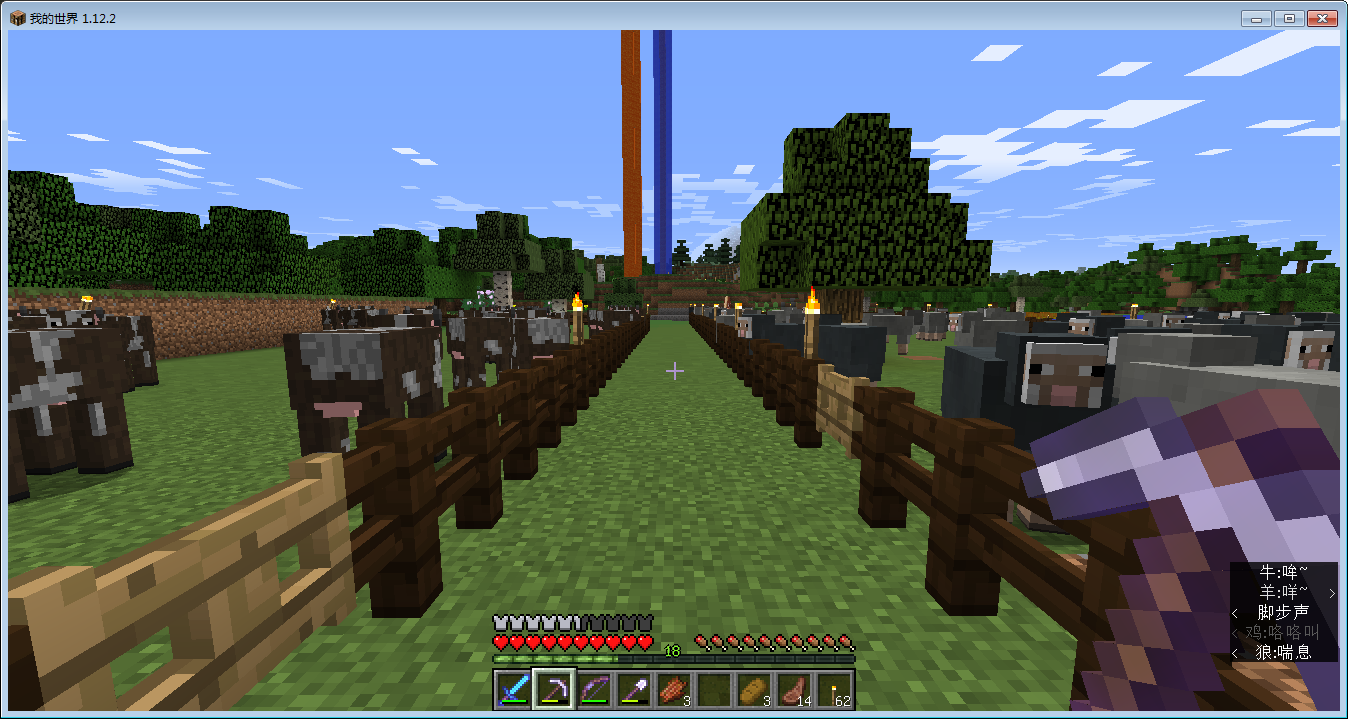 我的世界 1.12.2
牛:哞~
羊:咩~ >
< 脚步声
< 鸡:咯咯叫
< 狼:喘息
18
3
3
14
62